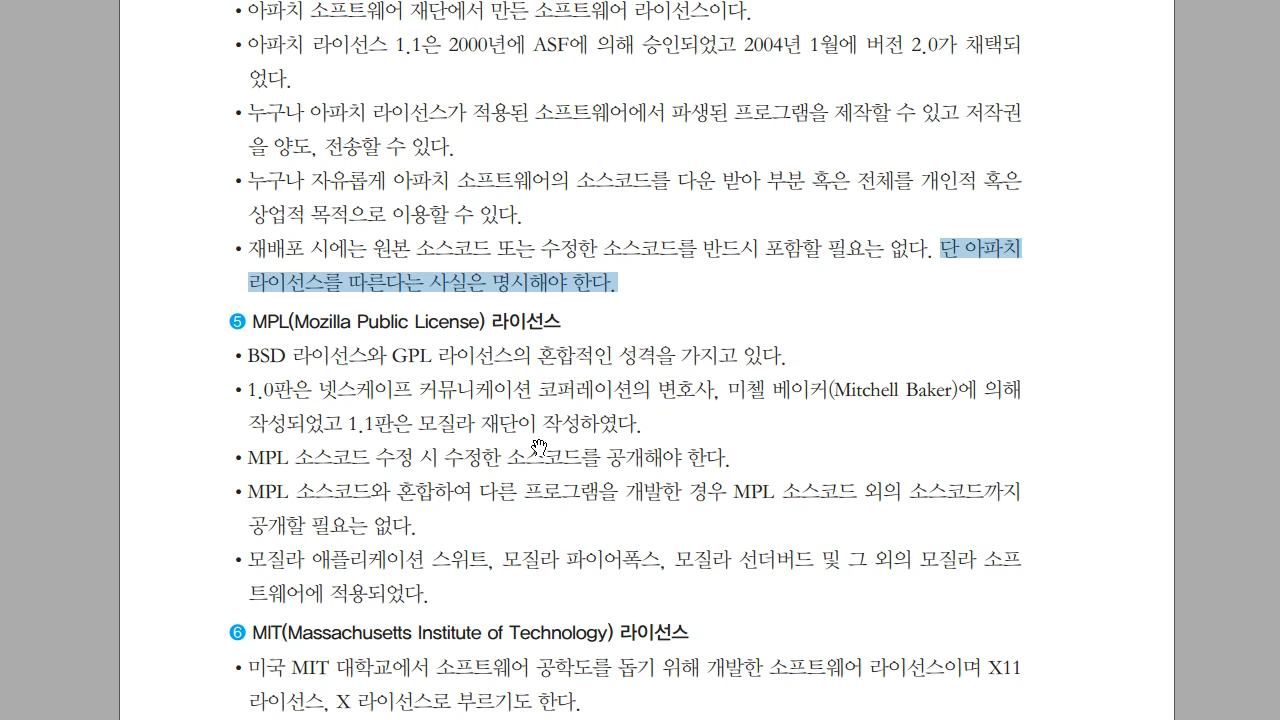 • 아파치 소프트웨어 재단에서 만든 소프트웨어 라이선스이다.
• 아파치 라이선스 1.1은 2000년에 ASF에 의해 승인되었고 2004년 1월에 버전 2.0가 채택되
었다.
• 누구나 아파치 라이선스가 적용된 소프트웨어에서 파생된 프로그램을 제작할 수 있고 저작권
을 양도, 전송할 수 있다.
• 누구나 자유롭게 아파치 소프트웨어의 소스코드를 다운 받아 부분 혹은 전체를 개인적 혹은
상업적 목적으로 이용할 수 있다.
• 재배포 시에는 원본 소스코드 또는 수정한 소스코드를 반드시 포함할 필요는 없다. 단 아파치
라이선스를 따른다는 사실은 명시해야 한다.
❺ MPL(Mozilla Public License) 라이선스
• BSD 라이선스와 GPL 라이선스의 혼합적인 성격을 가지고 있다.
• 1.0판은 넷스케이프 커뮤니케이션 코퍼레이션의 변호사, 미첼 베이커(Mitchell Baker)에 의해
작성되었고 1.1판은 모질라 재단이 작성하였다.
• MPL 소스코드 수정 시 수정한 소스코드를 공개해야 한다.
• MPL 소스코드와 혼합하여 다른 프로그램을 개발한 경우 MPL 소스코드 외의 소스코드까지
공개할 필요는 없다.
• 모질라 애플리케이션 스위트, 모질라 파이어폭스, 모질라 선더버드 및 그 외의 모질라 소프
트웨어에 적용되었다.
❻ MIT(Massachusetts Institute of Technology) 라이선스
• 미국 MIT 대학교에서 소프트웨어 공학도를 돕기 위해 개발한 소프트웨어 라이선스이며 X11
라이선스, X 라이선스로 부르기도 한다.